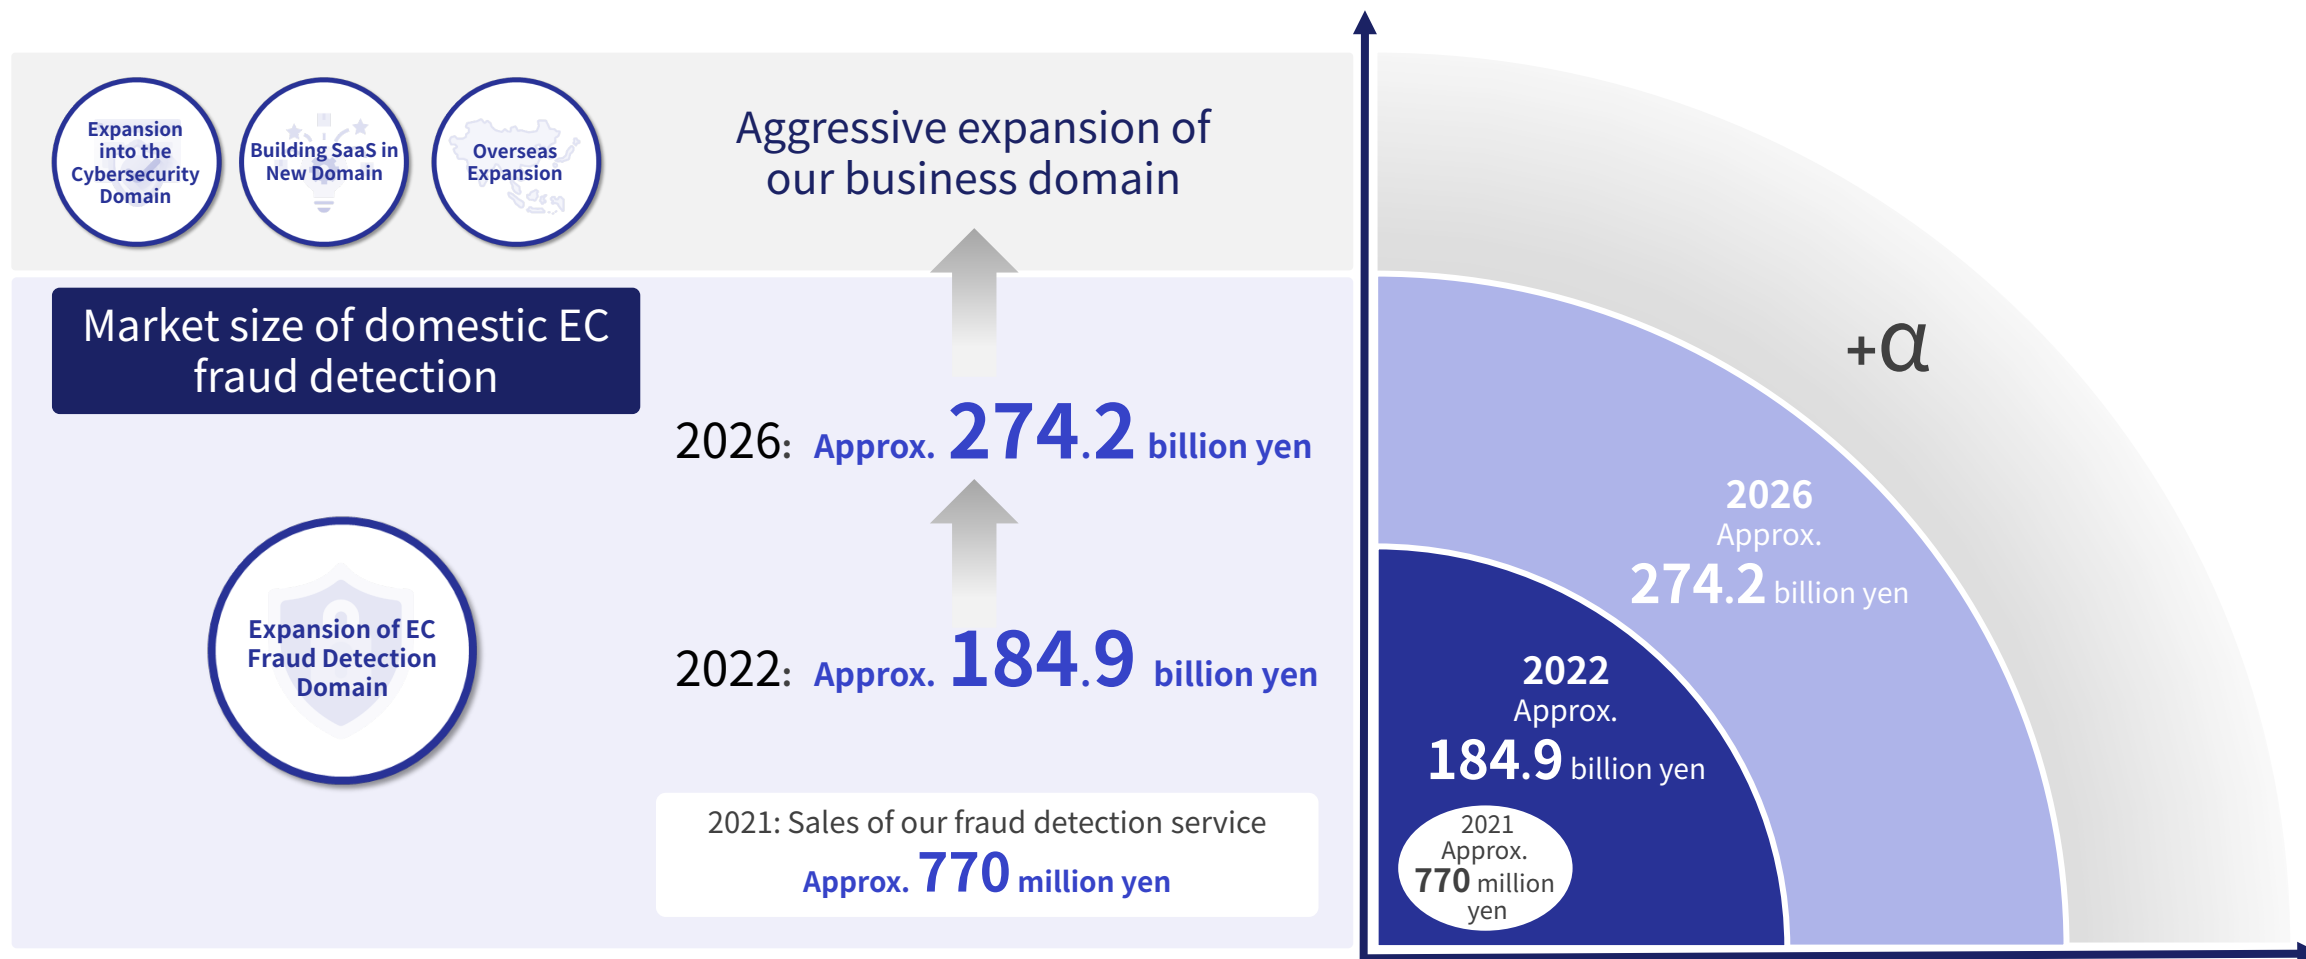 Expansion
into the
Cybersecurity
Domain
Building SaaS in
New Domain
Overseas
Expansion
Aggressive expansion of
our business domain
Market size of domestic EC
fraud detection
2026: Approx. 274.2 billion yen
Expansion of EC
Fraud Detection
Domain
2022: Approx. 184.9 billion yen
2021: Sales of our fraud detection service
Approx. 770 million yen
+α
2026
Approx.
274.2 billion yen
2022
Approx.
184.9 billion yen
2021
Approx.
770 million
yen